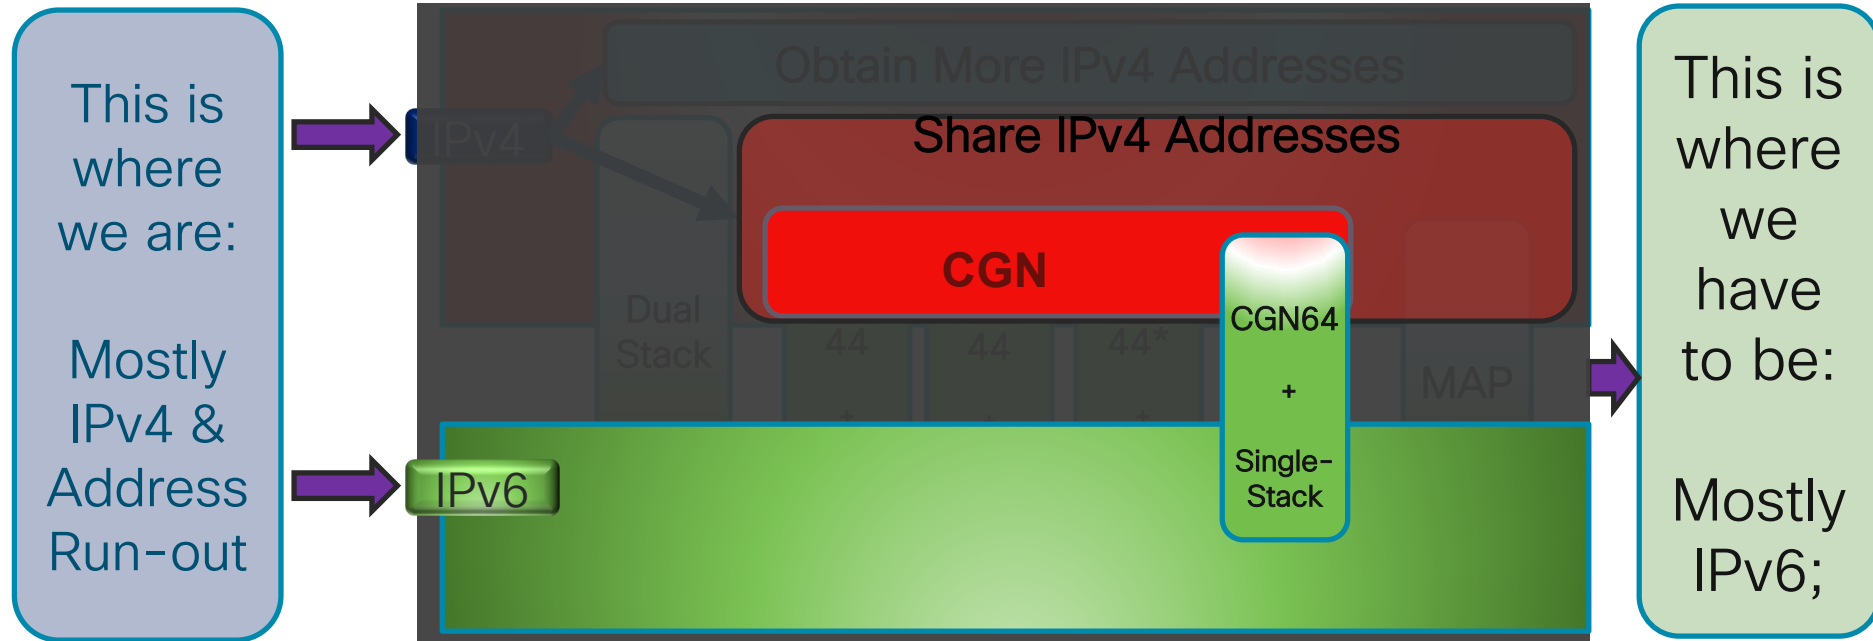 This is
where
we are:
Mostly
IPv4 &
Address
Run-out
IPv4
IPv6
Obtain More IPv4 Addresses
Share IPv4 Addresses
CGN
Dual
Stack
44
+
44
44*
+
CGN64
+
Single-
Stack
MAP
This is
where
we
have
to be:
Mostly
IPv6;